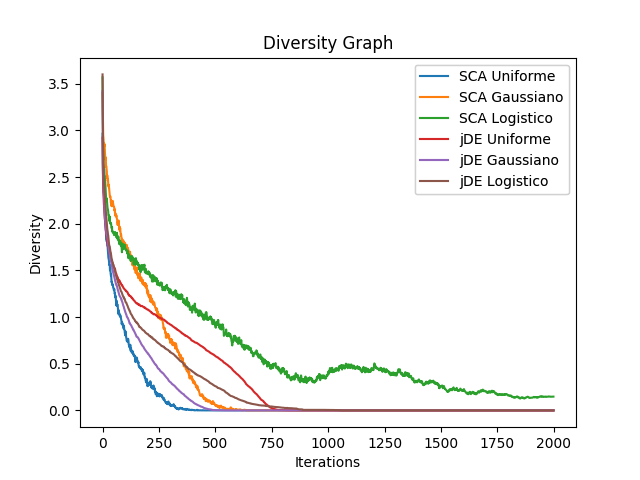 Diversity Graph
SCA Uniforme
SCA Gaussiano
SCA Logistico
jDE Uniforme
jDE Gaussiano
jDE Logistico
3.5
3.0
2.5
2.0
1.5
1.0
0.5
0.0
Diversity
0 250 500 750 1000 1250 1500 1750 2000
Iterations